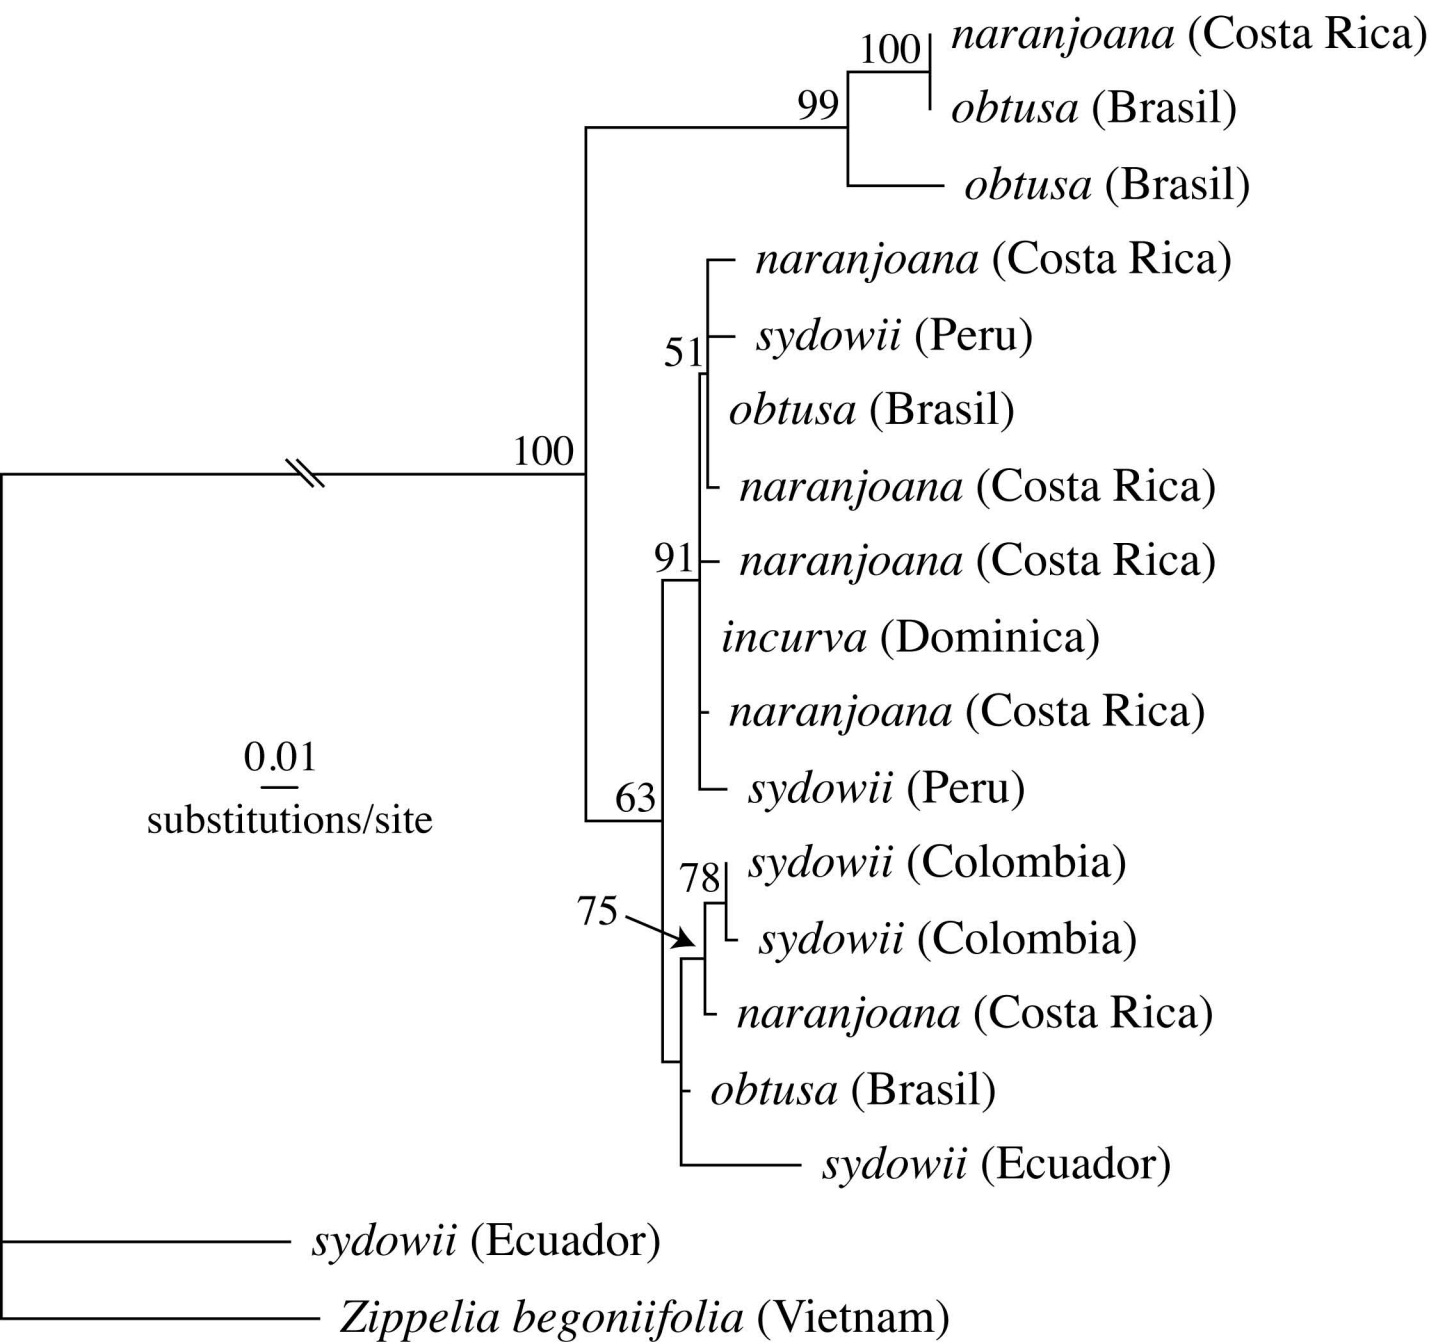 naranjoana (Costa Rica)
100
obtusa (Brasil)
99
obtusa (Brasil)
naranjoana (Costa Rica)
sydowii (Peru)
51
obtusa (Brasil)
100
naranjoana (Costa Rica)
91
naranjoana (Costa Rica)
incurva (Dominica)
naranjoana (Costa Rica)
0.01
substitutions/site
sydowii (Peru)
63
sydowii (Colombia)
78
75
sydowii (Colombia)
naranjoana (Costa Rica)
obtusa (Brasil)
sydowii (Ecuador)
sydowii (Ecuador)
Zippelia begoniifolia (Vietnam)